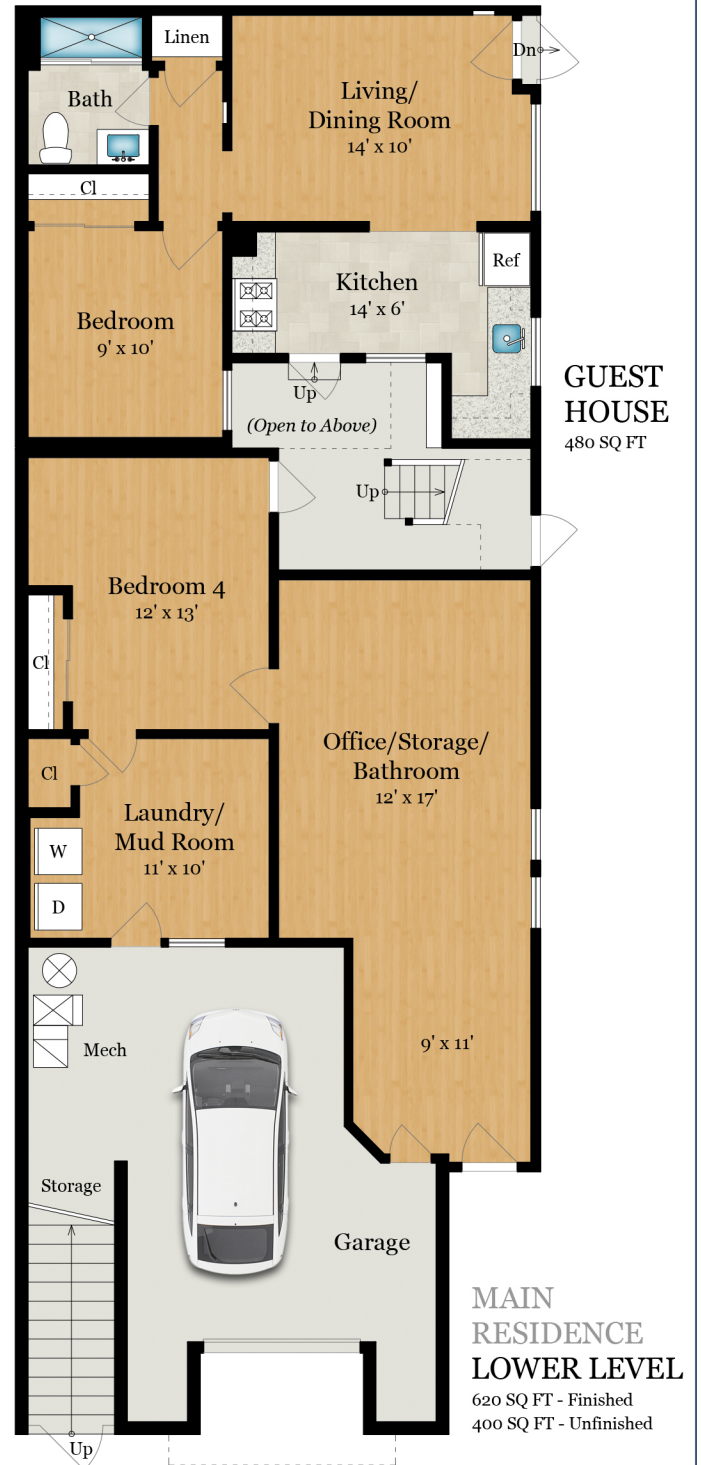 Linen
Dn
Bath
Living/
Dining Room
14' x 10'
Cl
Ref
Kitchen
14' x 6'
Bedroom
9' x 10'
GUEST
HOUSE
480 SQ FT
Up
(Open to Above)
Up
Bedroom 4
12' x 13'
Cl
Office/Storage/
Bathroom
12' x 17'
Cl
Laundry/
Mud Room
11' x 10'
W
D
9' x 11'
Mech
Storage
Garage
MAIN
RESIDENCE
LOWER LEVEL
620 SQ FT - Finished
400 SQ FT - Unfinished
Up